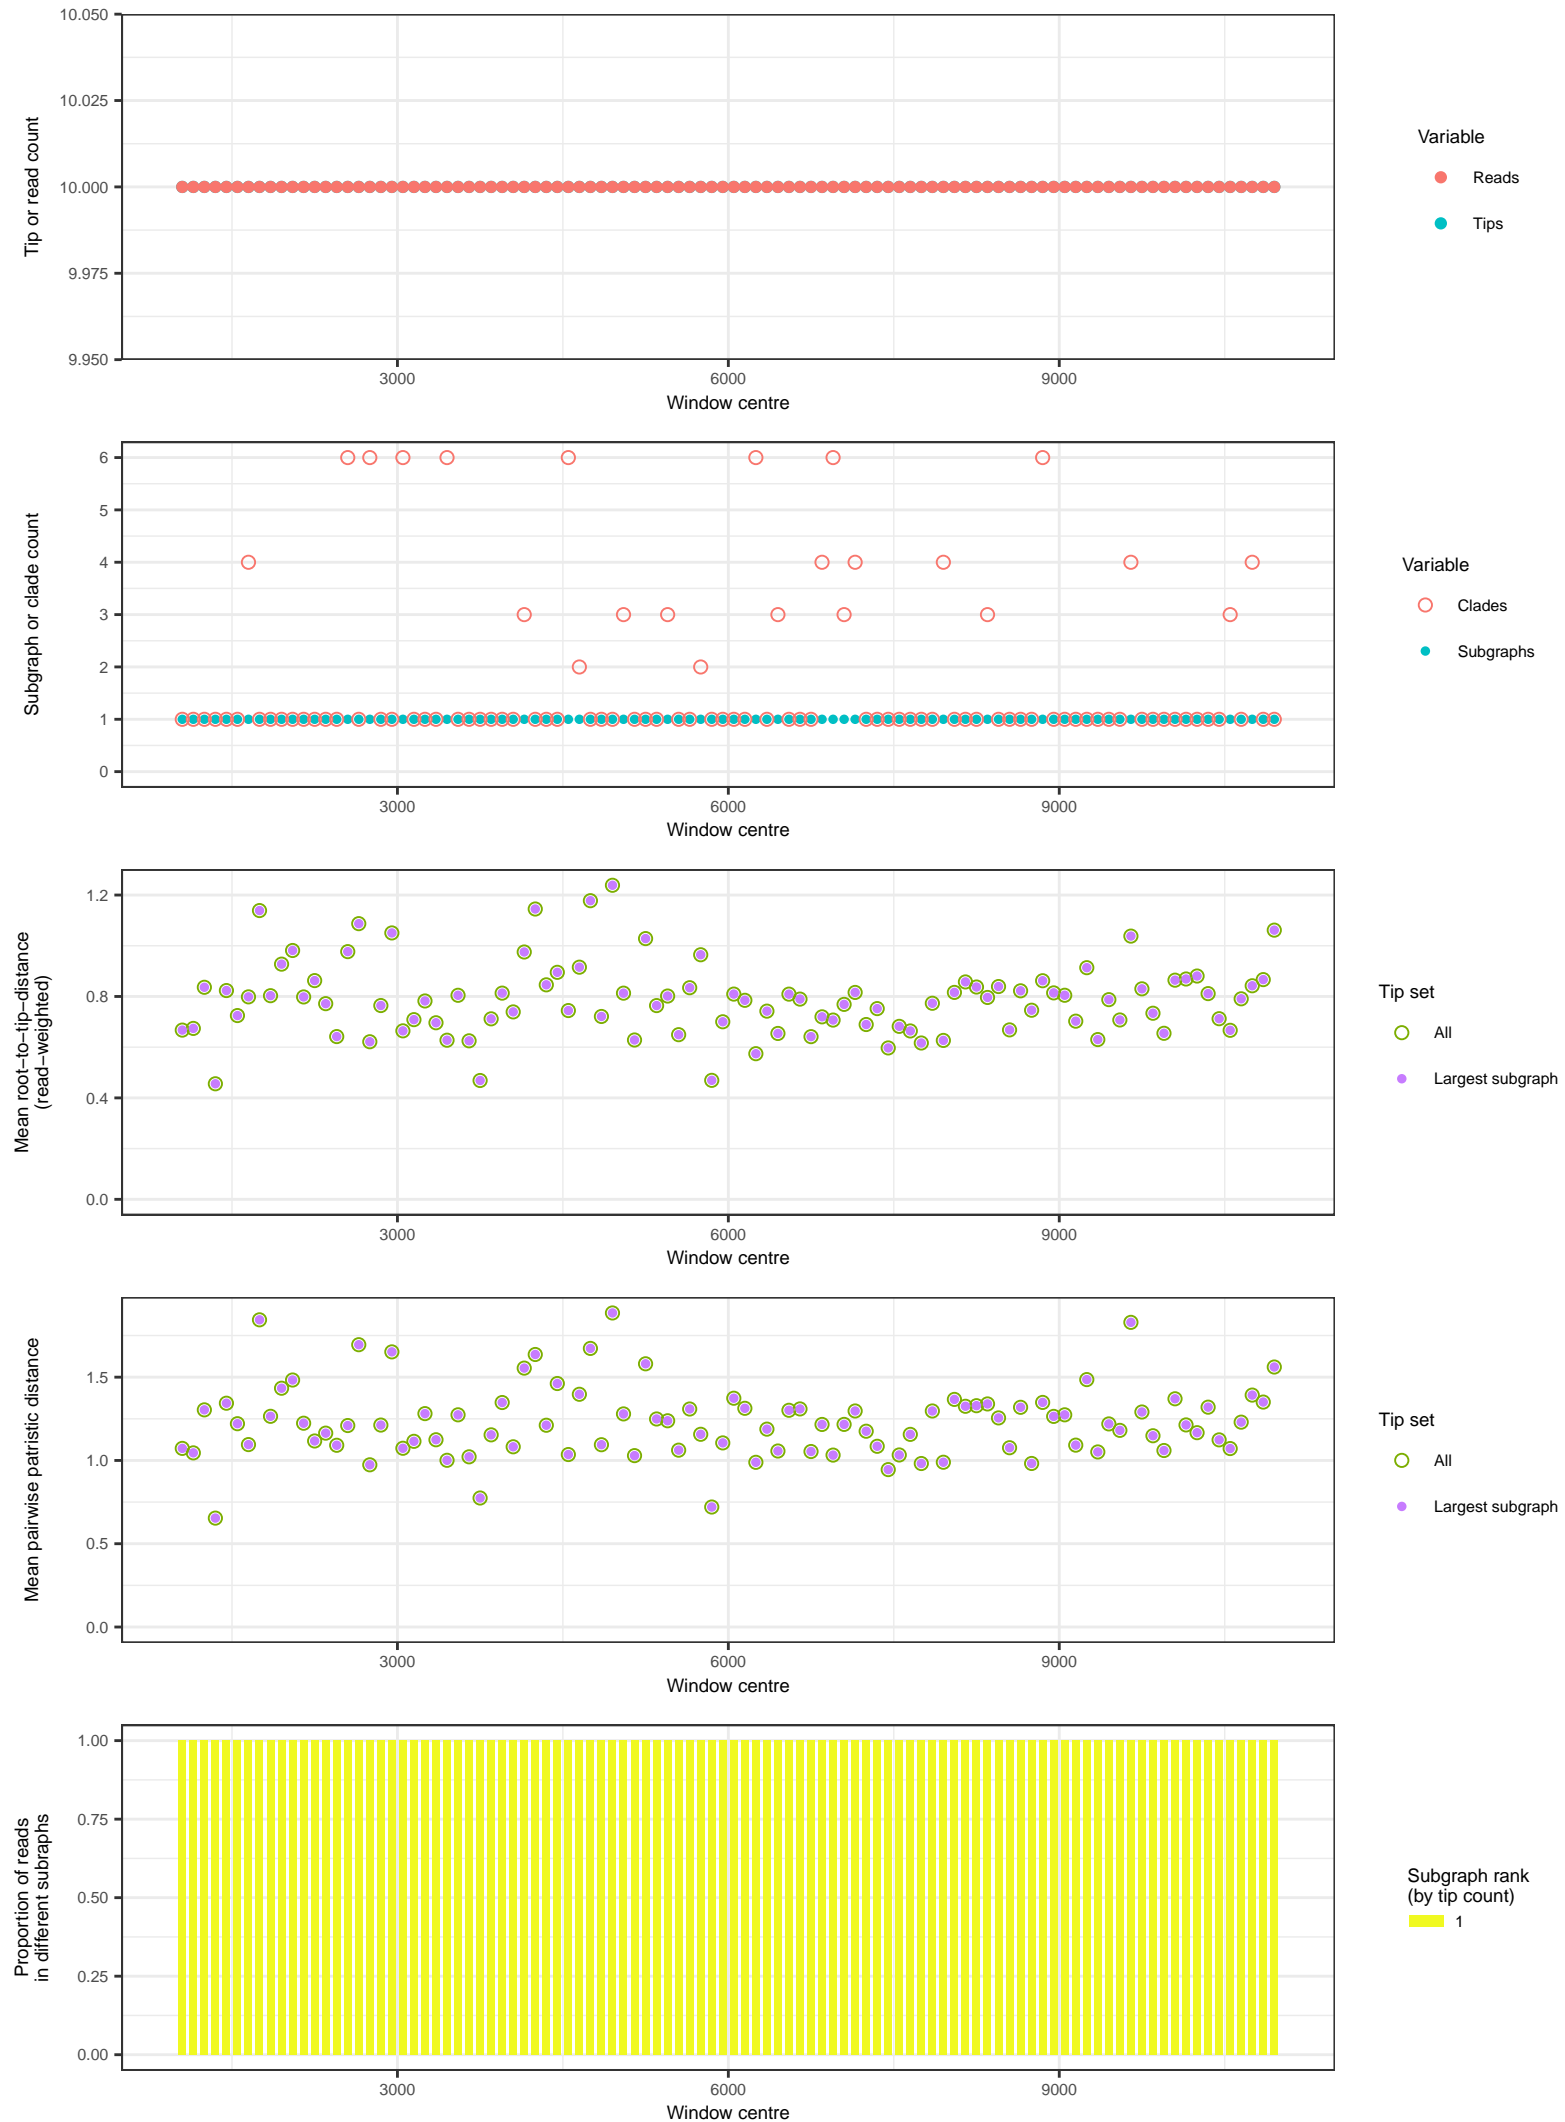 10.050
10.025
10.000
9.975
9.950
Tip or read count
3000
6000
9000
Window centre
Variable
Reads
Tips
6
5
4
3
2
1
0
Subgraph or clade count
3000
6000
9000
Window centre
Variable
Clades
Subgraphs
1.2
0.8
0.4
0.0
Mean root−to−tip−distance
(read−weighted)
3000
6000
9000
Window centre
Tip set
All
Largest subgraph
1.5
1.0
0.5
0.0
Mean pairwise patristic distance
3000
6000
9000
Window centre
Tip set
All
Largest subgraph
1.00
0.75
0.50
0.25
0.00
Proportion of reads
in different subraphs
3000
6000
9000
Window centre
Subgraph rank
(by tip count)
1